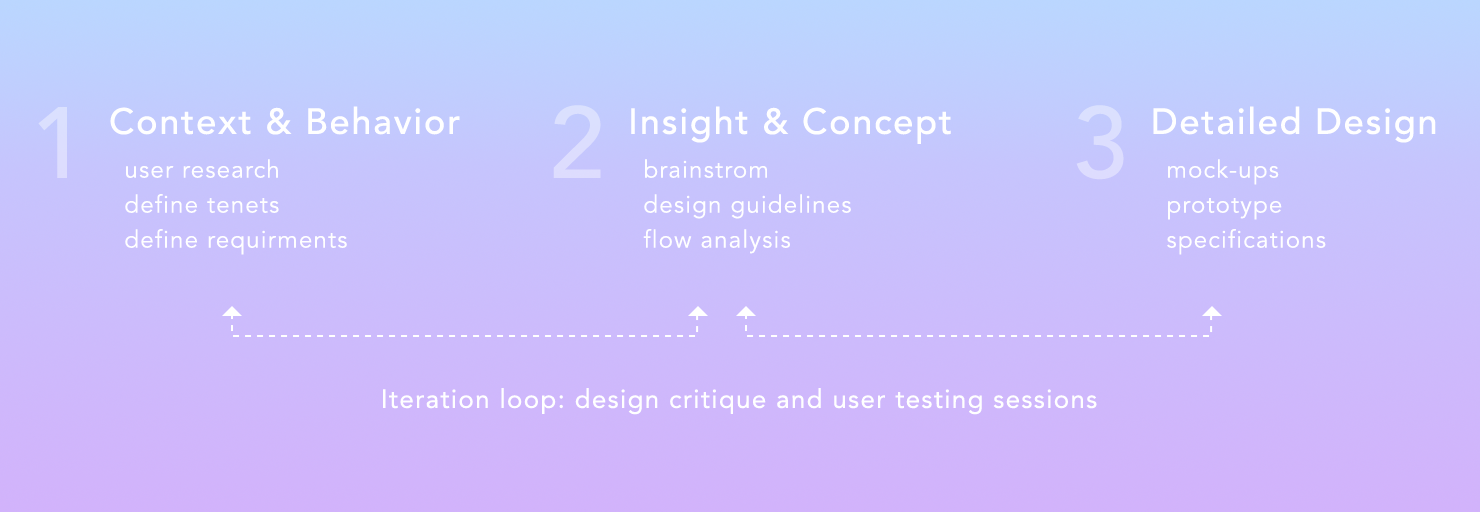 1 Context & Behavior
user research
define tenets
define requirments
2 Insight & Concept
brainstrom
design guidelines
flow analysis
3 Detailed Design
mock-ups
prototype
specifications
Iteration loop: design critique and user testing sessions